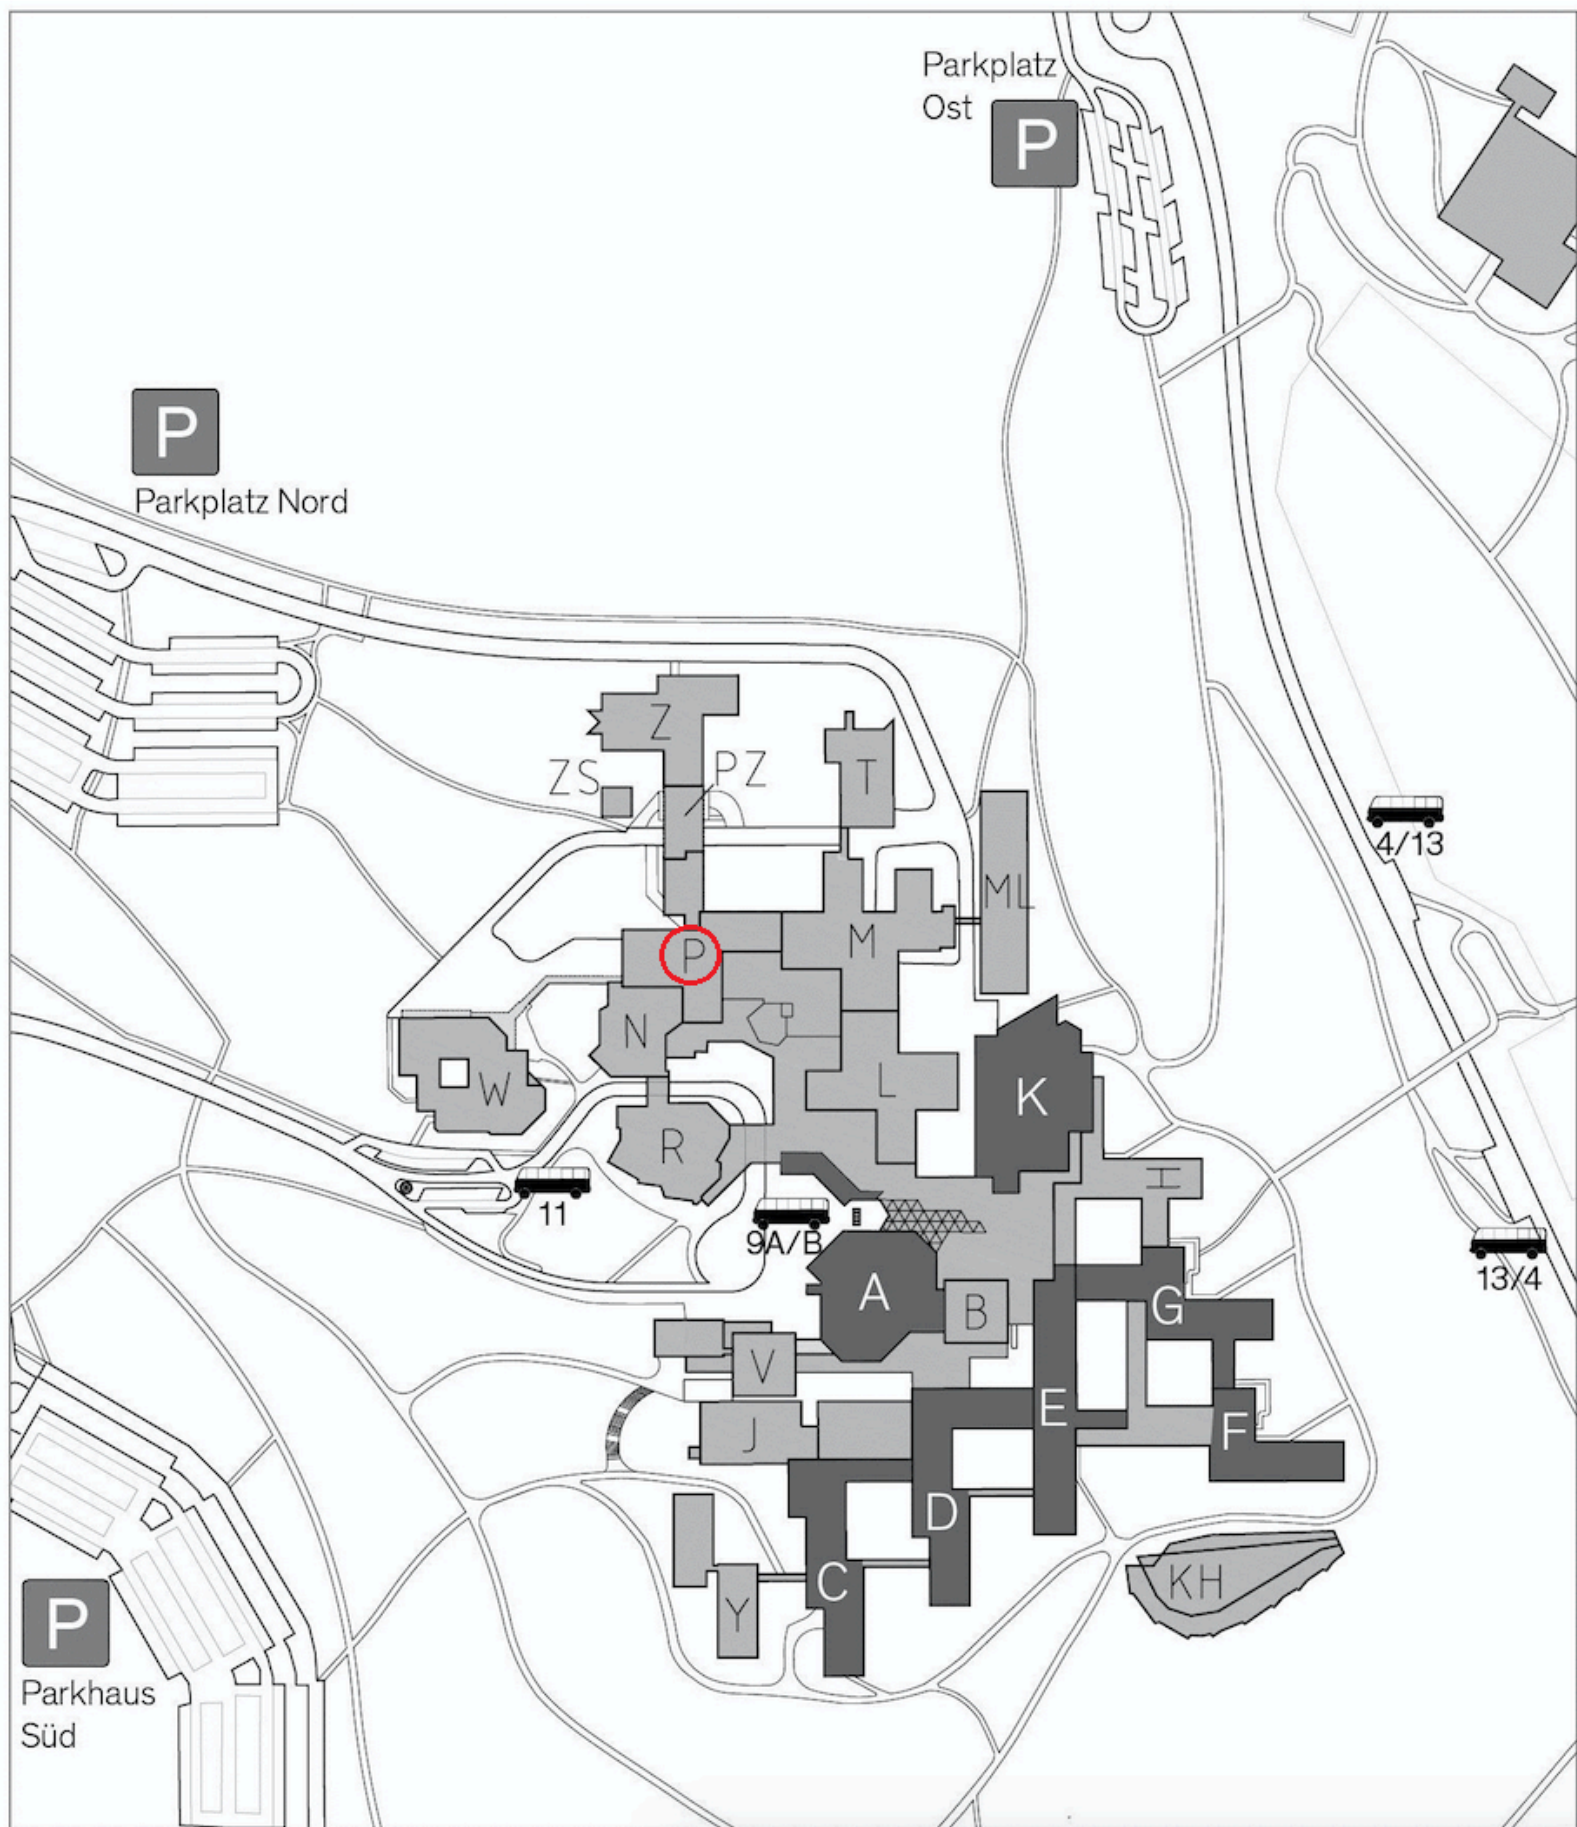 Parkplatz
Ost
P
P
Parkplatz Nord
Z
ZS
PZ
T
4/13
ML
M
P
N
W
L
K
R
H
11
9A/B
13/4
A
B
G
V
J
E
F
D
C
KH
Y
P
Parkhaus
Süd